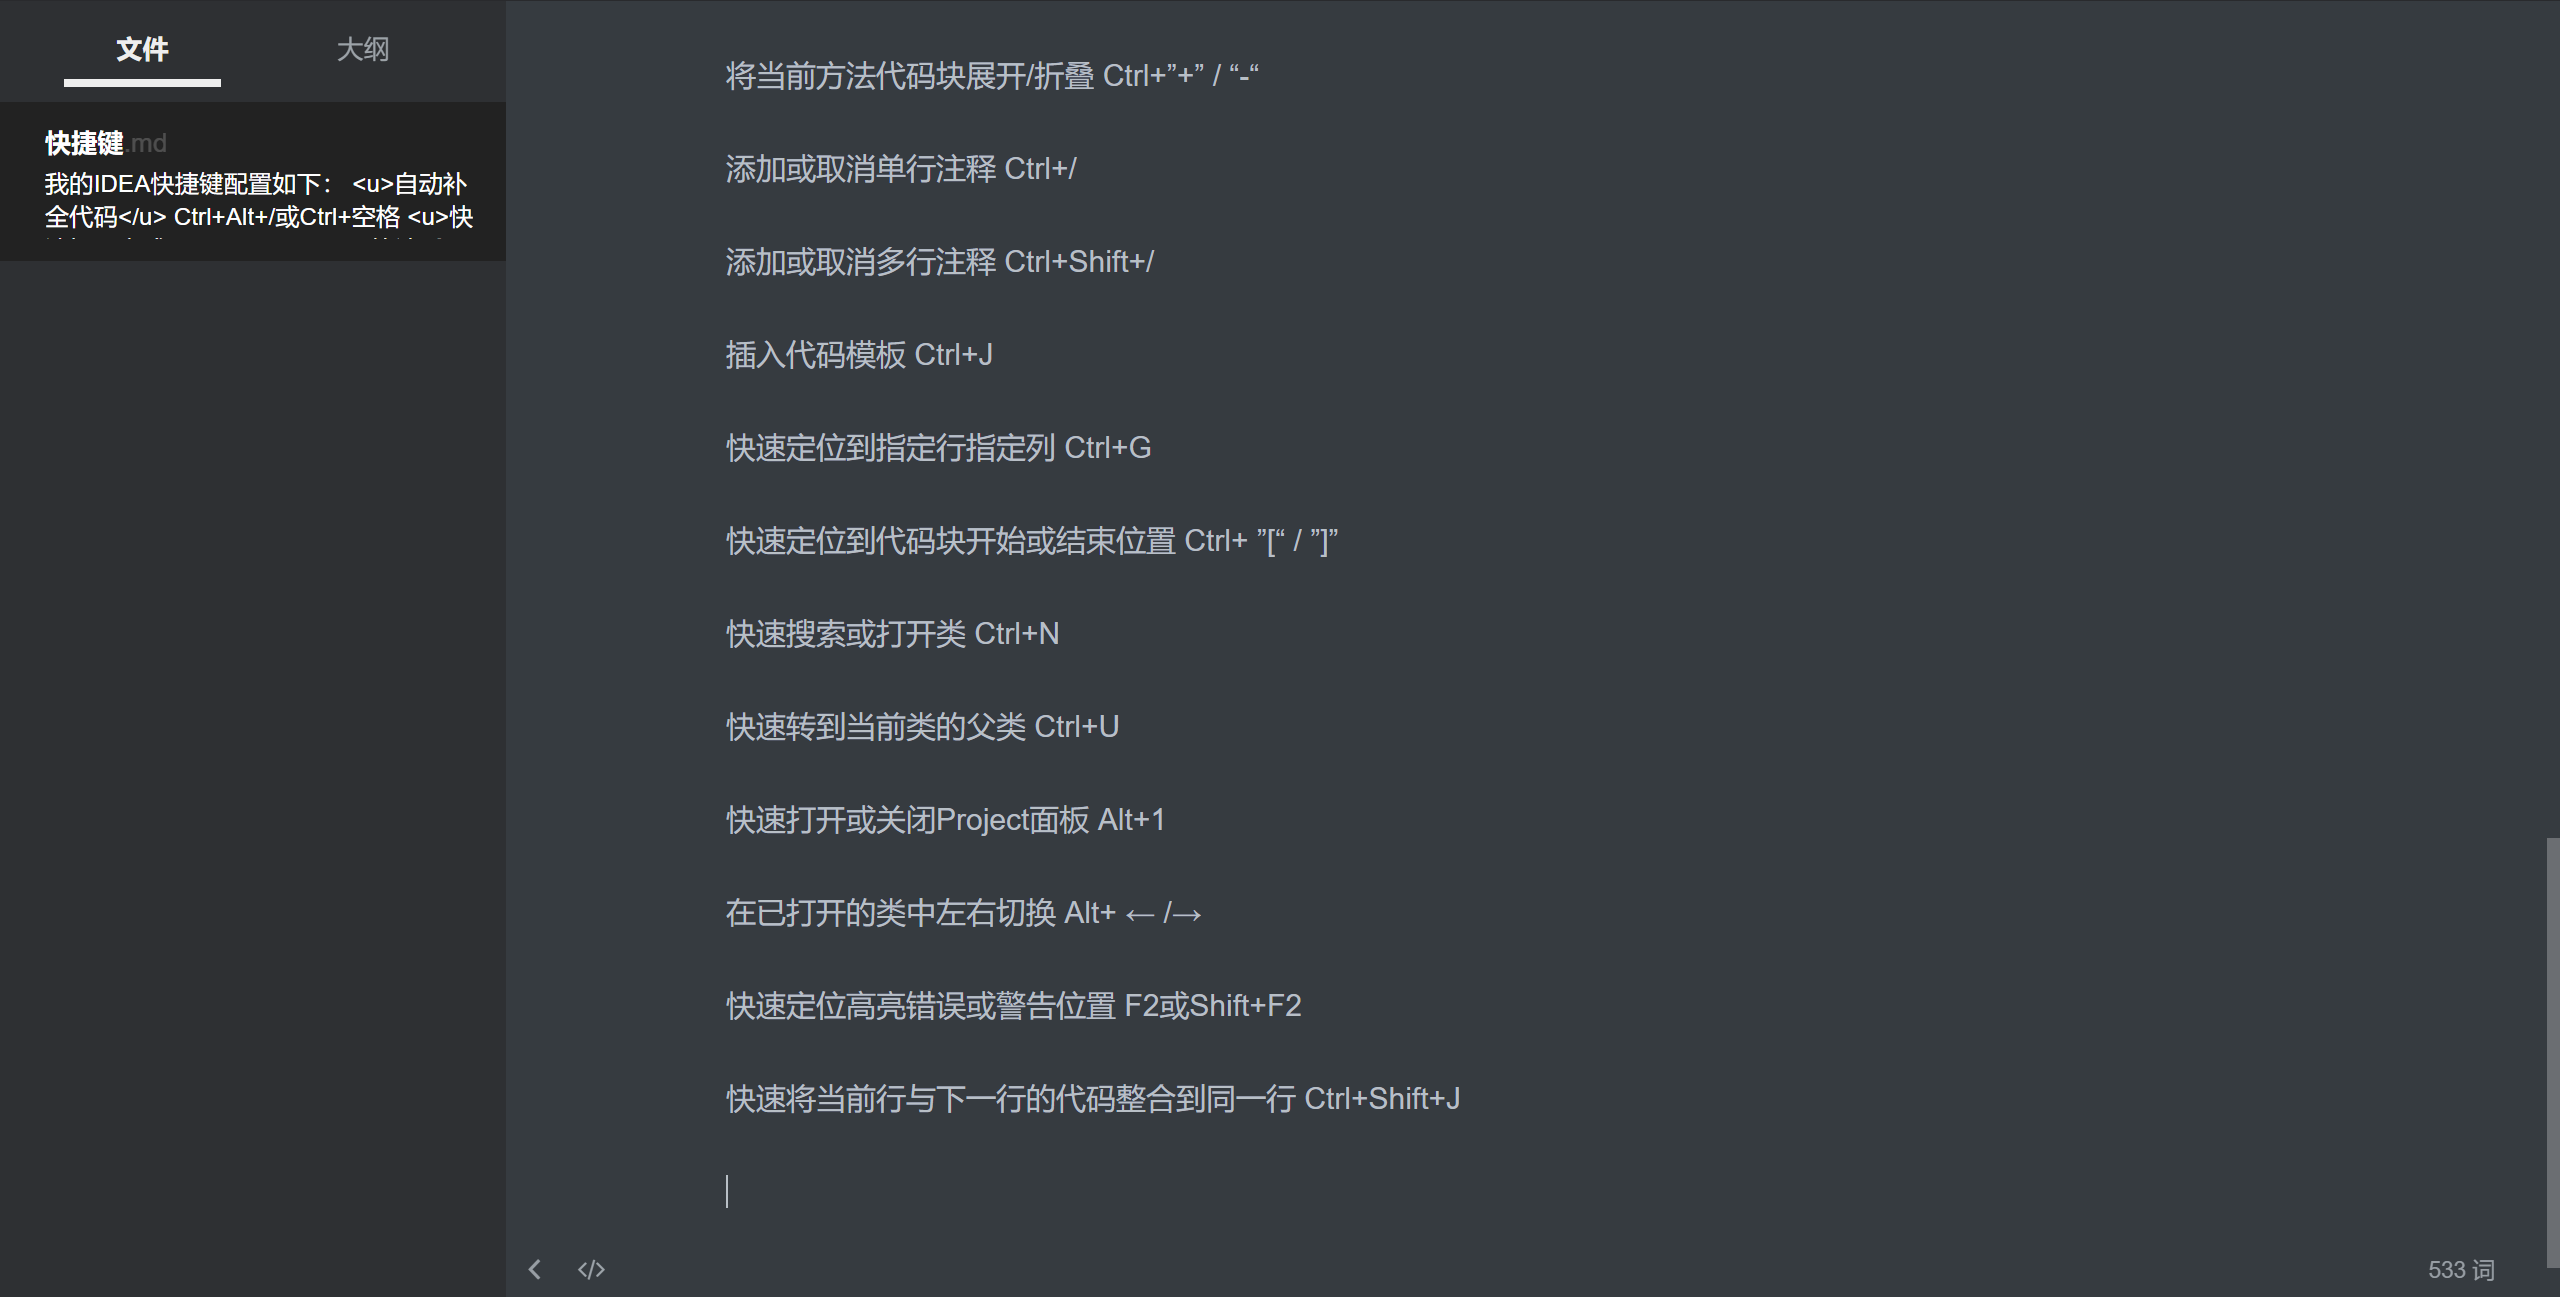 文件
大纲
快捷键.md
我的IDEA快捷键配置如下： <u>自动补
全代码</u> Ctrl+Alt+/或Ctrl+空格 <u>快
将当前方法代码块展开/折叠 Ctrl+”+” / “-“
添加或取消单行注释 Ctrl+/
添加或取消多行注释 Ctrl+Shift+/
插入代码模板 Ctrl+J
快速定位到指定行指定列 Ctrl+G
快速定位到代码块开始或结束位置 Ctrl+ ”[“ / ”]”
快速搜索或打开类 Ctrl+N
快速转到当前类的父类 Ctrl+U
快速打开或关闭Project面板 Alt+1
在已打开的类中左右切换 Alt+ ← /→
快速定位高亮错误或警告位置 F2或Shift+F2
快速将当前行与下一行的代码整合到同一行 Ctrl+Shift+J
533 词